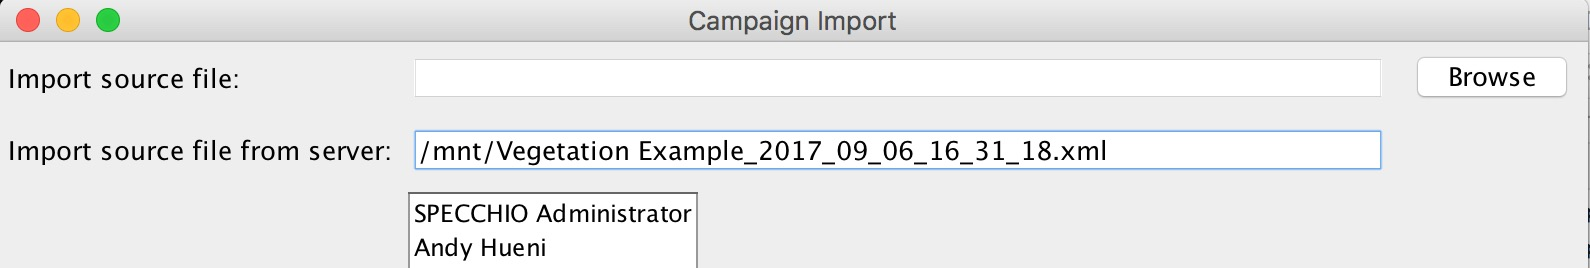 Campaign Import
Import source file:
Browse
Import source file from server:
/mnt/Vegetation Example_2017_09_06_16_31_18.xml
SPECCHIO Administrator
Andy Hueni